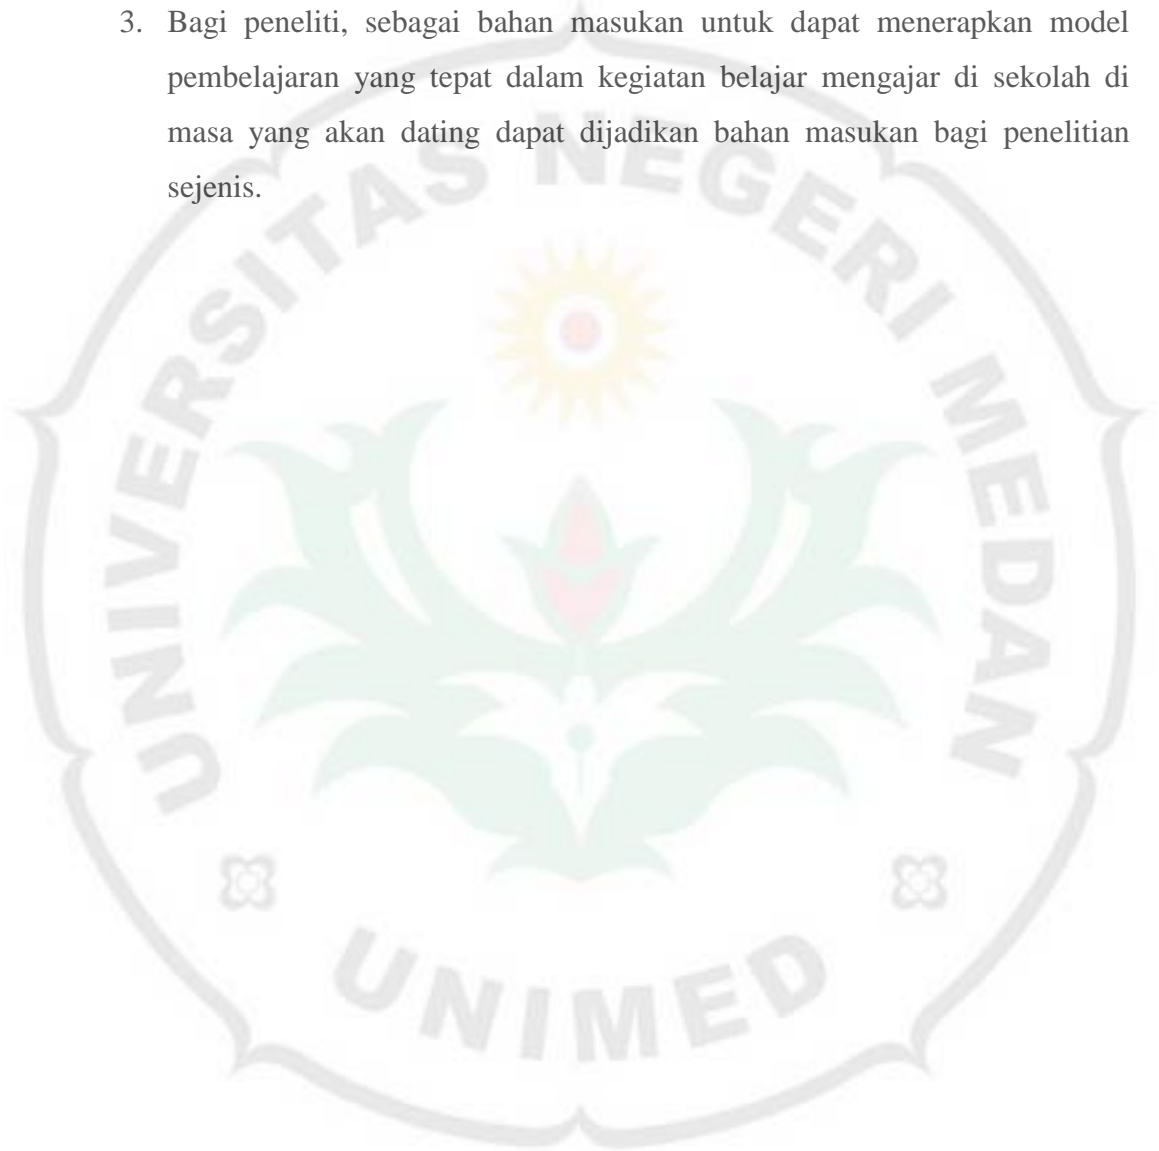 3. Bagi peneliti, sebagai bahan masukan untuk dapat menerapkan model
pembelajaran yang tepat dalam kegiatan belajar mengajar di sekolah di
masa yang akan dating dapat dijadikan bahan masukan bagi penelitian
sejenis.
UNIVERSITAS NEGERI MEDAN
UNIMED